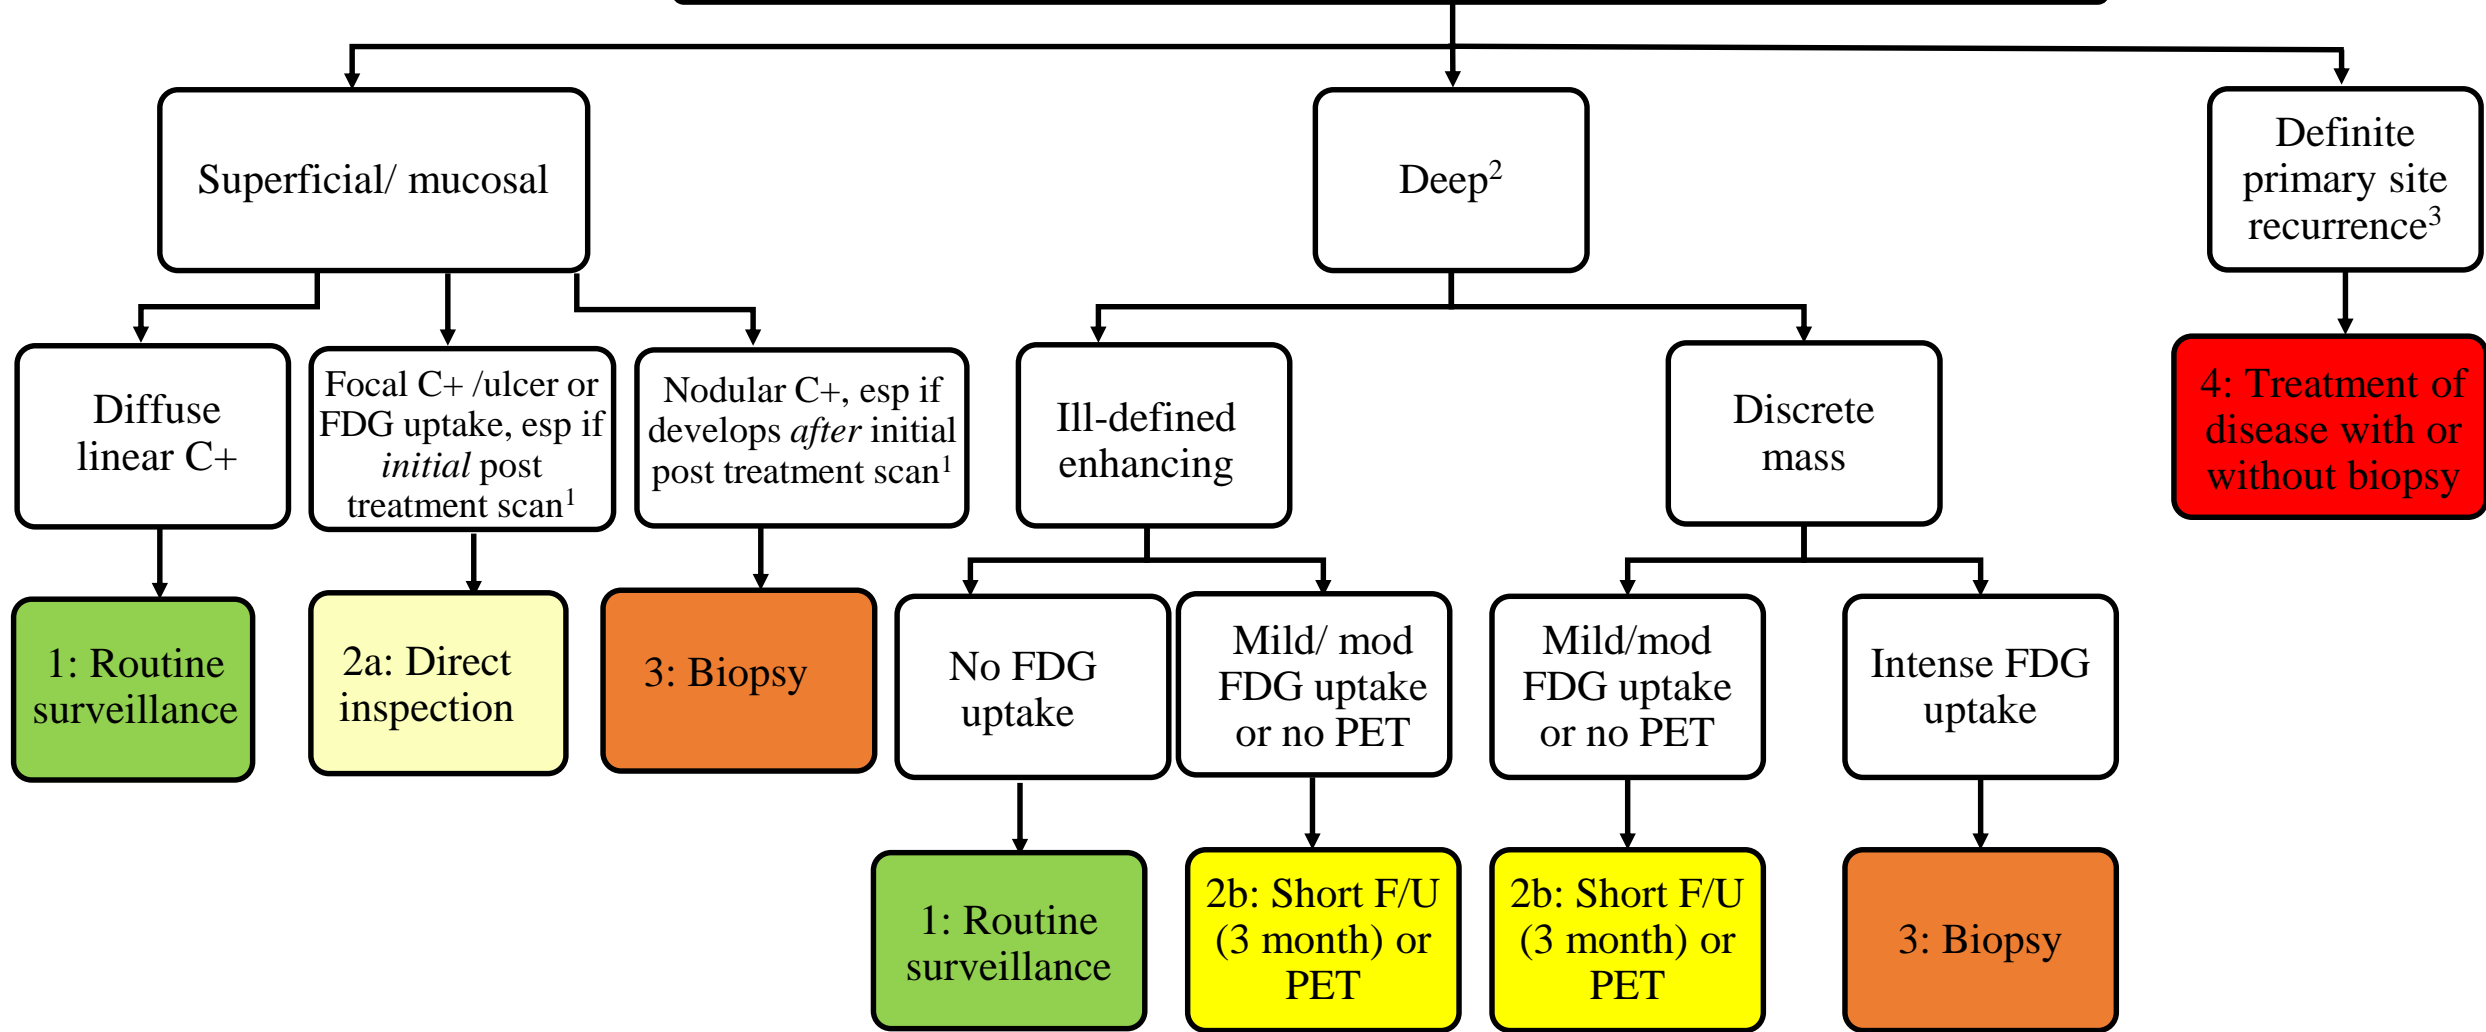 Superficial/ mucosal
Deep2
Definite
primary site
recurrence3
Diffuse
linear C+
Focal C+ /ulcer or
FDG uptake, esp if
initial post
treatment scan1
Nodular C+, esp if
develops after initial
post treatment scan1
Ill-defined
enhancing
Discrete
mass
4: Treatment of
disease with or
without biopsy
1: Routine
surveillance
2a: Direct
inspection
3: Biopsy
No FDG
uptake
Mild/ mod
FDG uptake
or no PET
Mild/mod
FDG uptake
or no PET
Intense FDG
uptake
1: Routine
surveillance
2b: Short F/U
(3 month) or
PET
2b: Short F/U
(3 month) or
PET
3: Biopsy